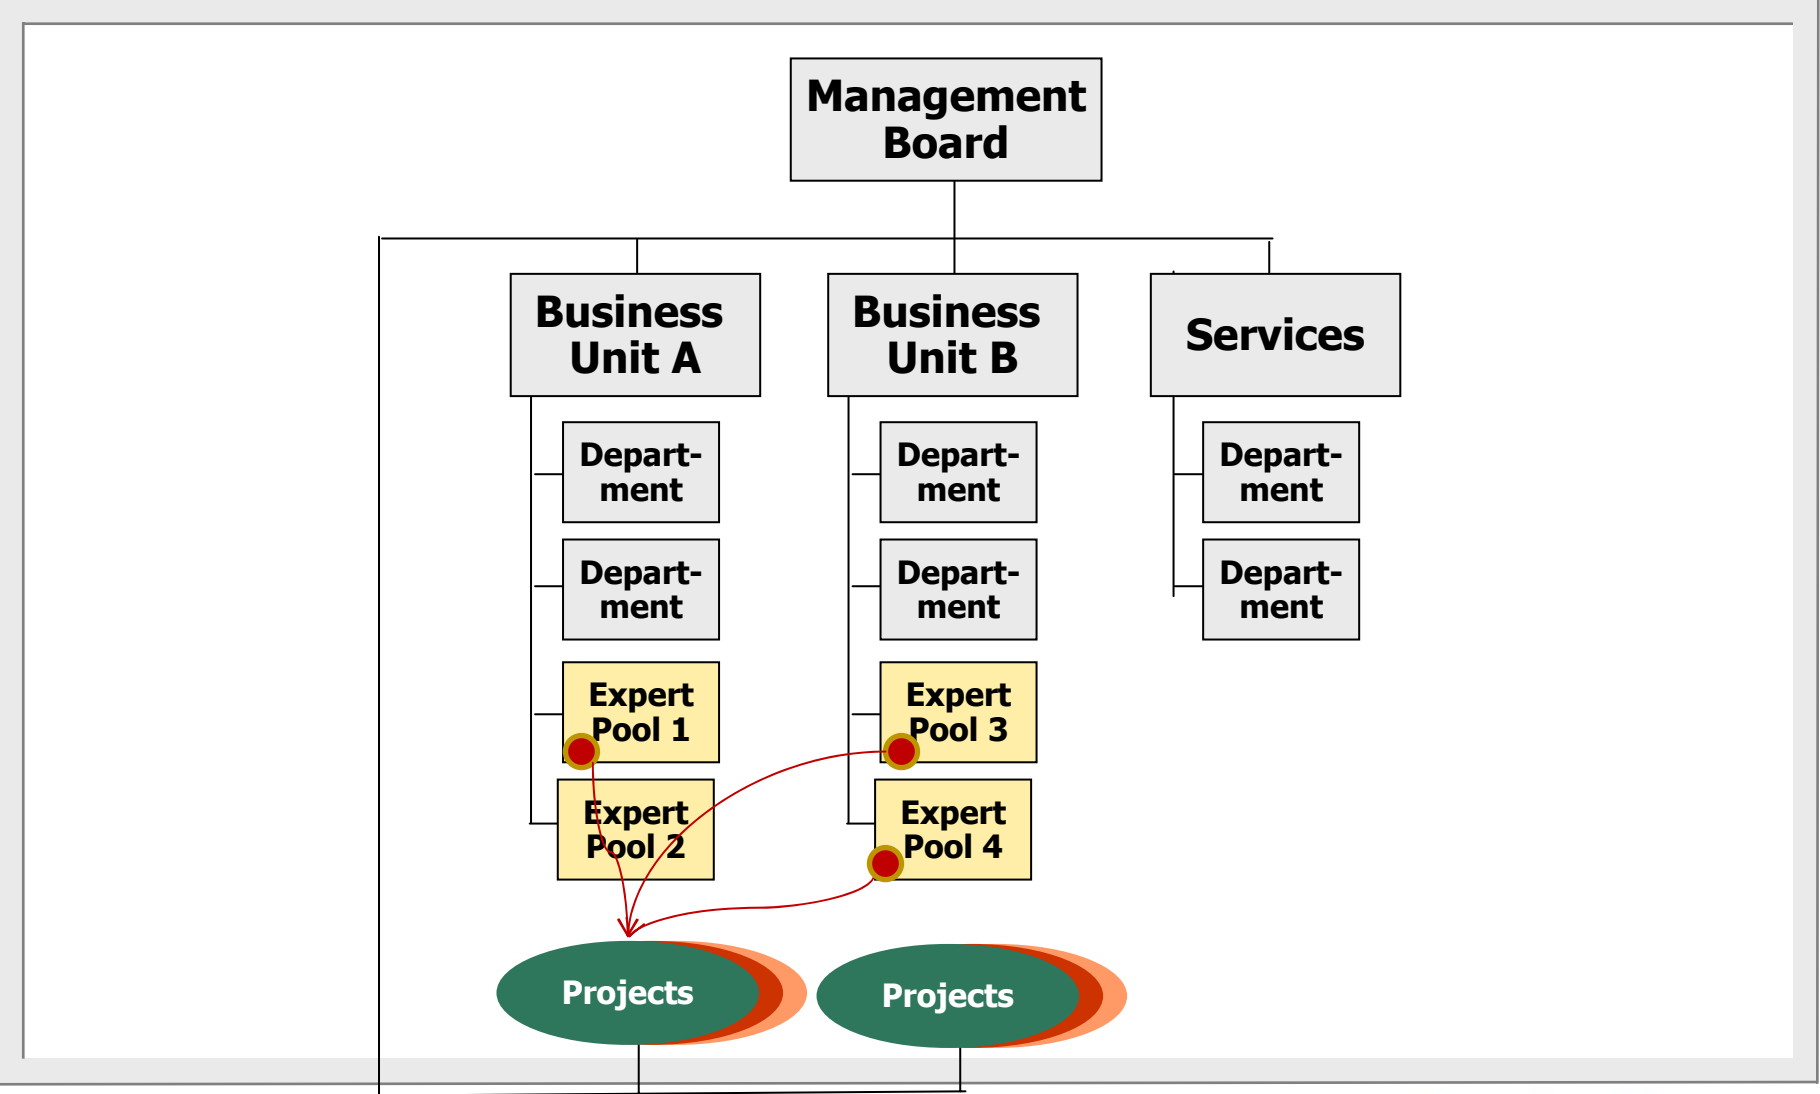 Management
Board
Business
Unit A
Business
Unit B
Services
Depart-
ment
Depart-
ment
Depart-
ment
Depart-
ment
Depart-
ment
Depart-
ment
Expert
Pool 1
Expert
Pool 3
Expert
Pool 2
Expert
Pool 4
Projects
Projects